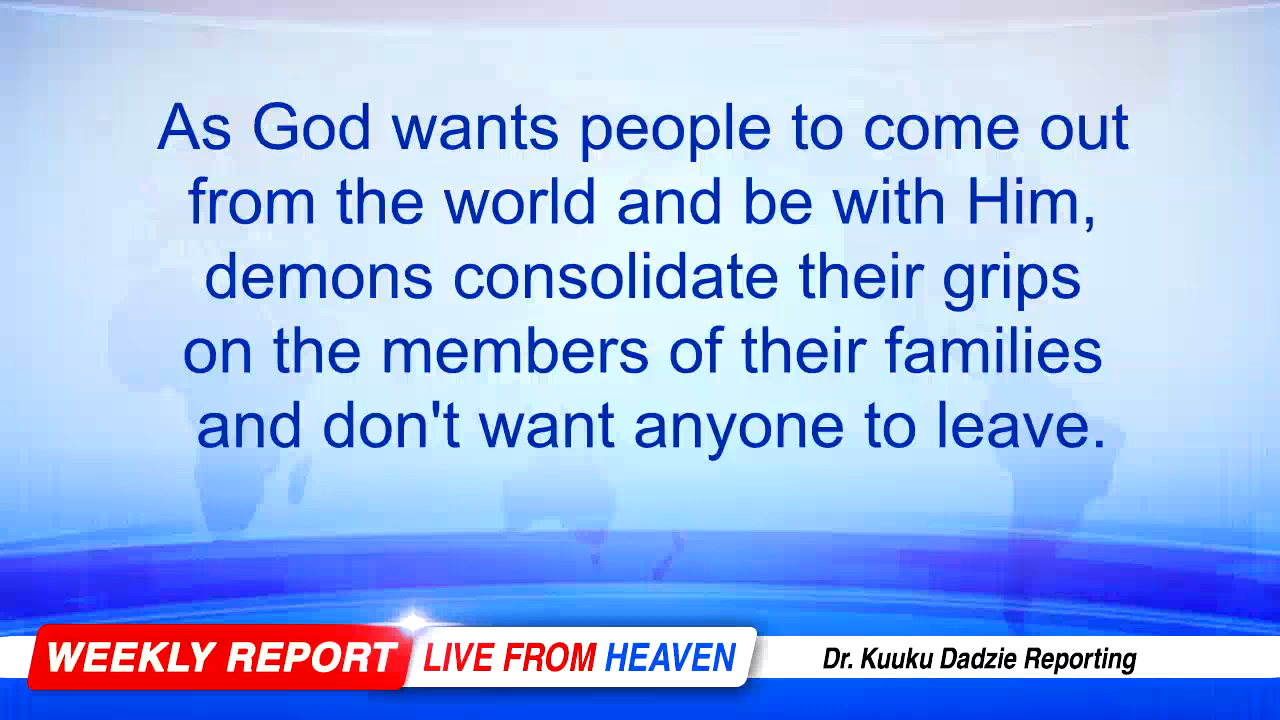 As God wants people to come out
from the world and be with Him,
demons consolidate their grips
on the members of their families
and don't want anyone to leave.
WEEKLY REPORT LIVE FROM HEAVEN Dr. Kuuku Dadzie Reporting